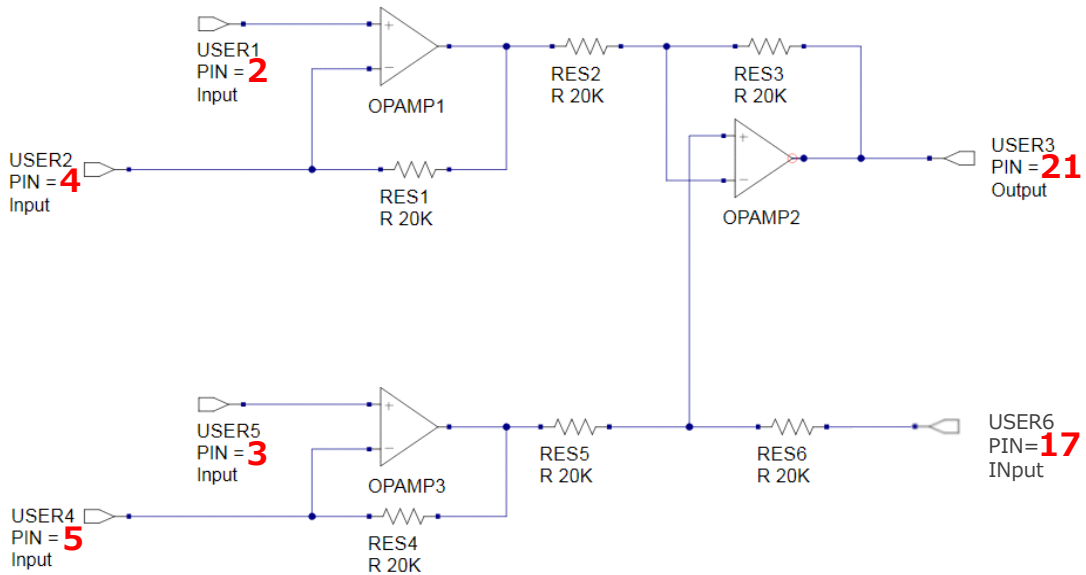 USER1
PIN = 2
Input
+
−
OPAMP1
RES2
R 20K
RES3
R 20K
USER2
PIN = 4
Input
RES1
R 20K
+
−
OPAMP2
USER3
PIN = 21
Output
USER5
PIN = 3
Input
+
−
OPAMP3
RES5
R 20K
RES6
R 20K
USER6
PIN=17
INput
USER4
PIN = 5
Input
RES4
R 20K